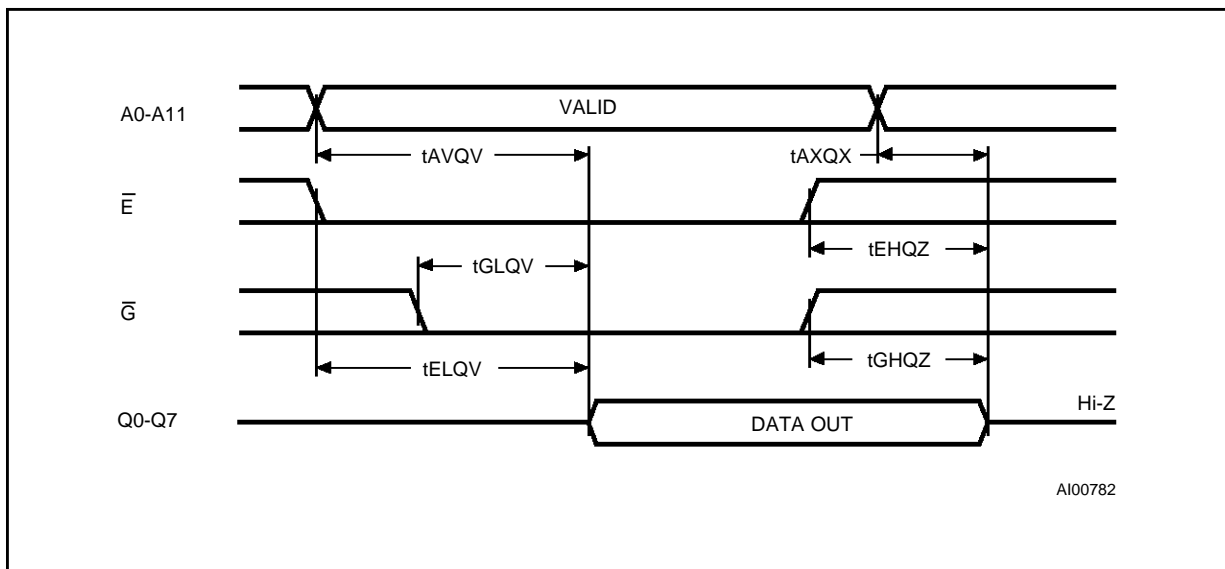 A0-A11
VALID
tAVQV
tAXQX
E̅
tEHQZ
tGLQV
G̅
tGHQZ
tELQV
Q0-Q7
DATA OUT
Hi-Z
AI00782